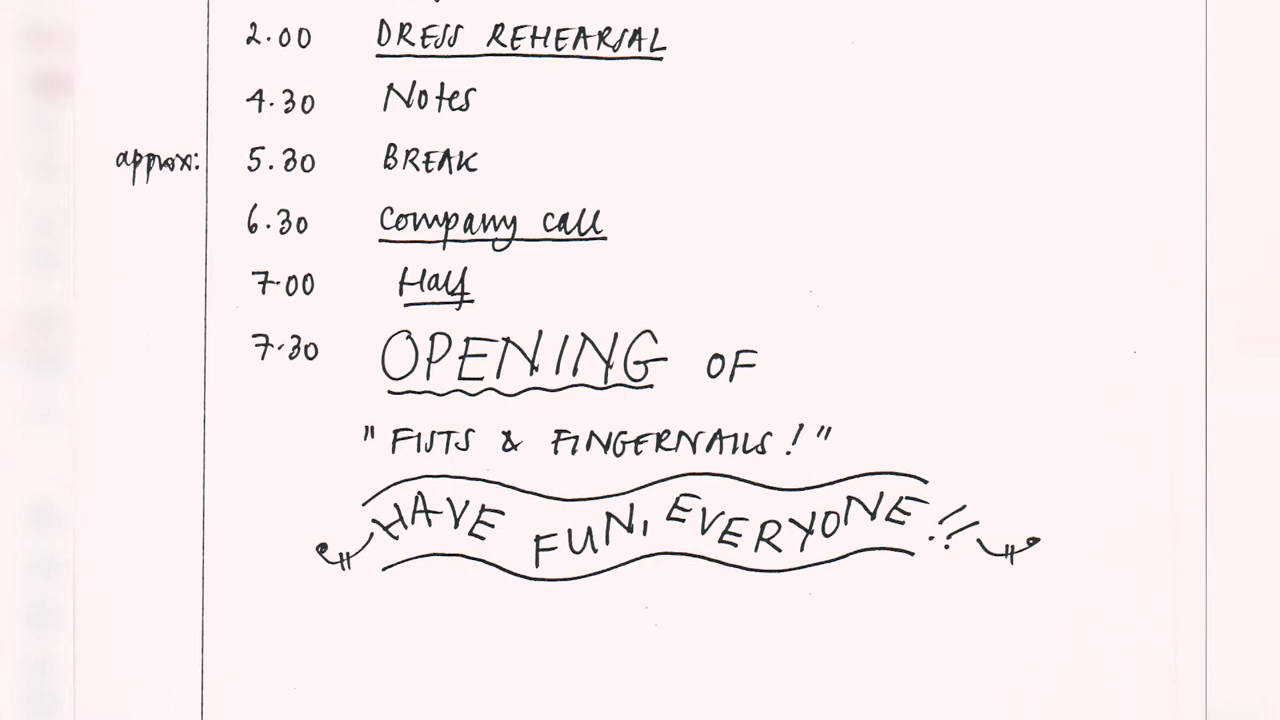 2.00 DRESS REHEARSAL
4.30 Notes
approx: 5.30 BREAK
6.30 Company call
7.00 Half
7.30 OPENING OF
"FISTS & FINGERNAILS!"
HAVE FUN, EVERYONE!!